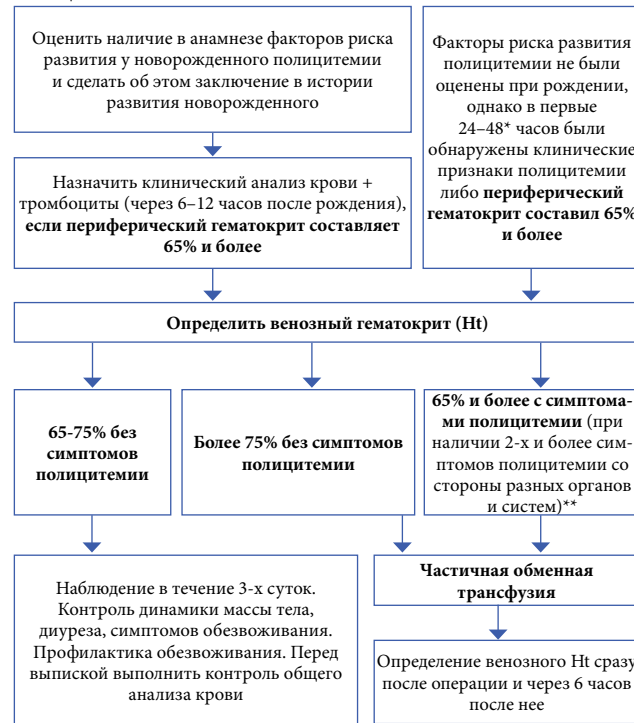 Оценить наличие в анамнезе факторов риска
развития у новорожденного полицитемии
и сделать об этом заключение в истории
развития новорожденного
Факторы риска развития
полицитемии не были
оценены при рождении,
однако в первые
24–48* часов были
обнаружены клинические
признаки полицитемии
либо периферический
гематокрит составил 65%
и более
Назначить клинический анализ крови +
тромбоциты (через 6–12 часов после рождения),
если периферический гематокрит составляет
65% и более
Определить венозный гематокрит (Ht)
65-75% без
симптомов
полицитемии
Более 75% без симптомов
полицитемии
65% и более с симптома-
ми полицитемии (при
наличии 2-х и более сим-
птомов полицитемии со
стороны разных органов
и систем)**
Наблюдение в течение 3-х суток.
Контроль динамики массы тела,
диуреза, симптомов обезвоживания.
Профилактика обезвоживания. Перед
выпиской выполнить контроль общего
анализа крови
Частичная обменная
трансфузия
Определение венозного Ht сразу
после операции и через 6 часов
после нее